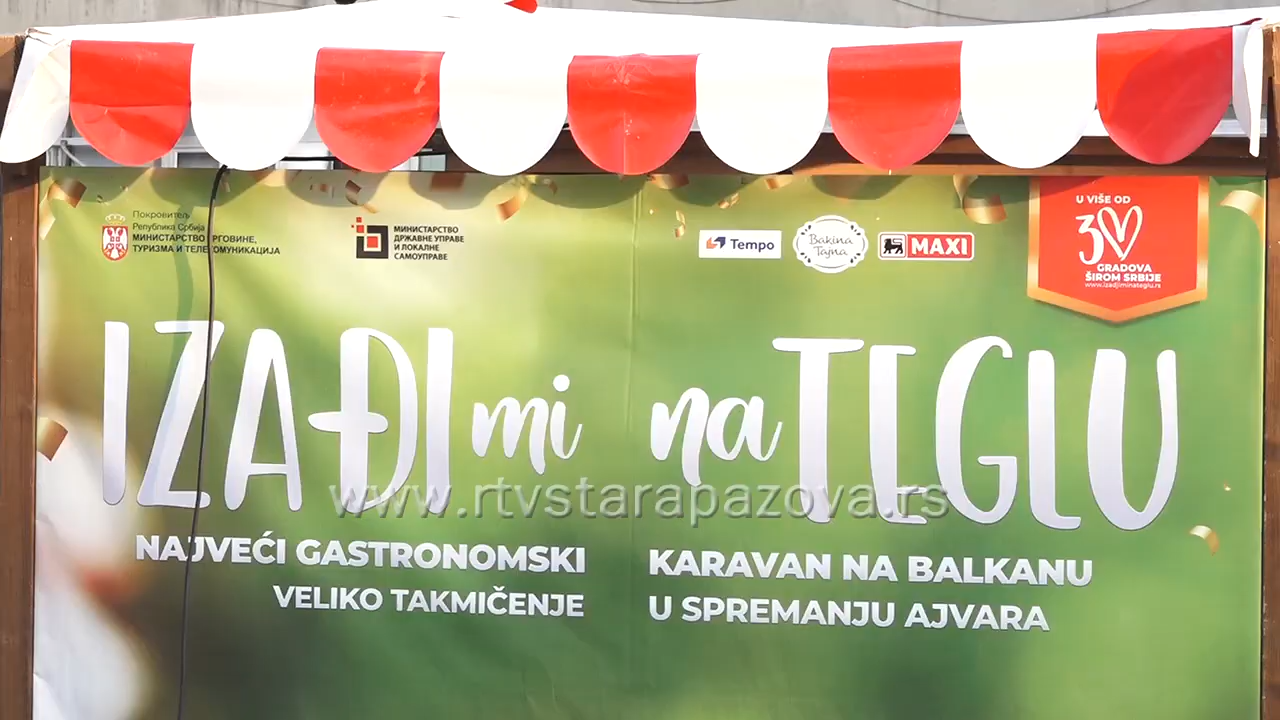 Покровитељ
Република Србија
МИНИСТАРСТВО ТРГОВИНЕ,
ТУРИЗМА И ТЕЛЕКОМУНИКАЦИЈА
МИНИСТАРСТВО
ДРЖАВНЕ УПРАВЕ
И ЛОКАЛНЕ
САМОУПРАВЕ
Tempo
Bakina
Tajna
MAXI
U VIŠE OD
30
GRADOVA
ŠIROM SRBIJE
www.izadjiminateglu.rs
IZAĐI mi na TEGLU
www.rtvstarapazova.rs
NAJVEĆI GASTRONOMSKI KARAVAN NA BALKANU
VELIKO TAKMIČENJE U SPREMANJU AJVARA